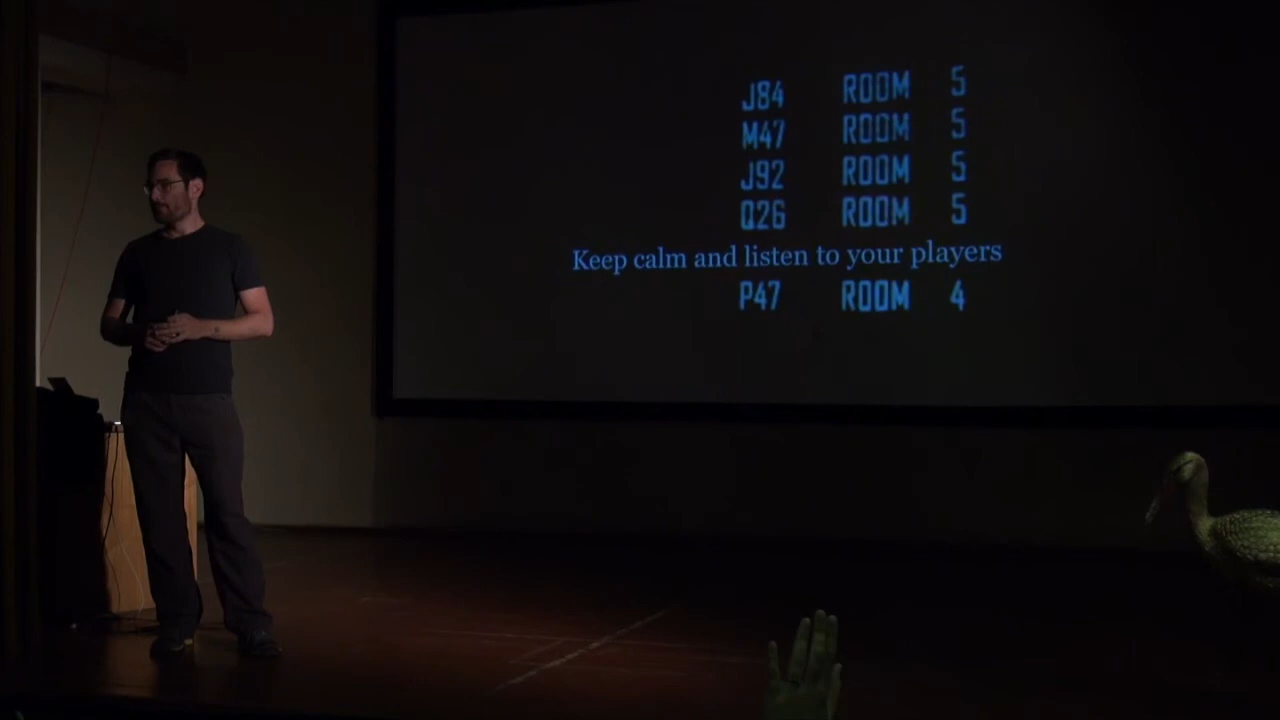 J84 ROOM 5
M47 ROOM 5
J92 ROOM 5
Q26 ROOM 5
Keep calm and listen to your players
P47 ROOM 4